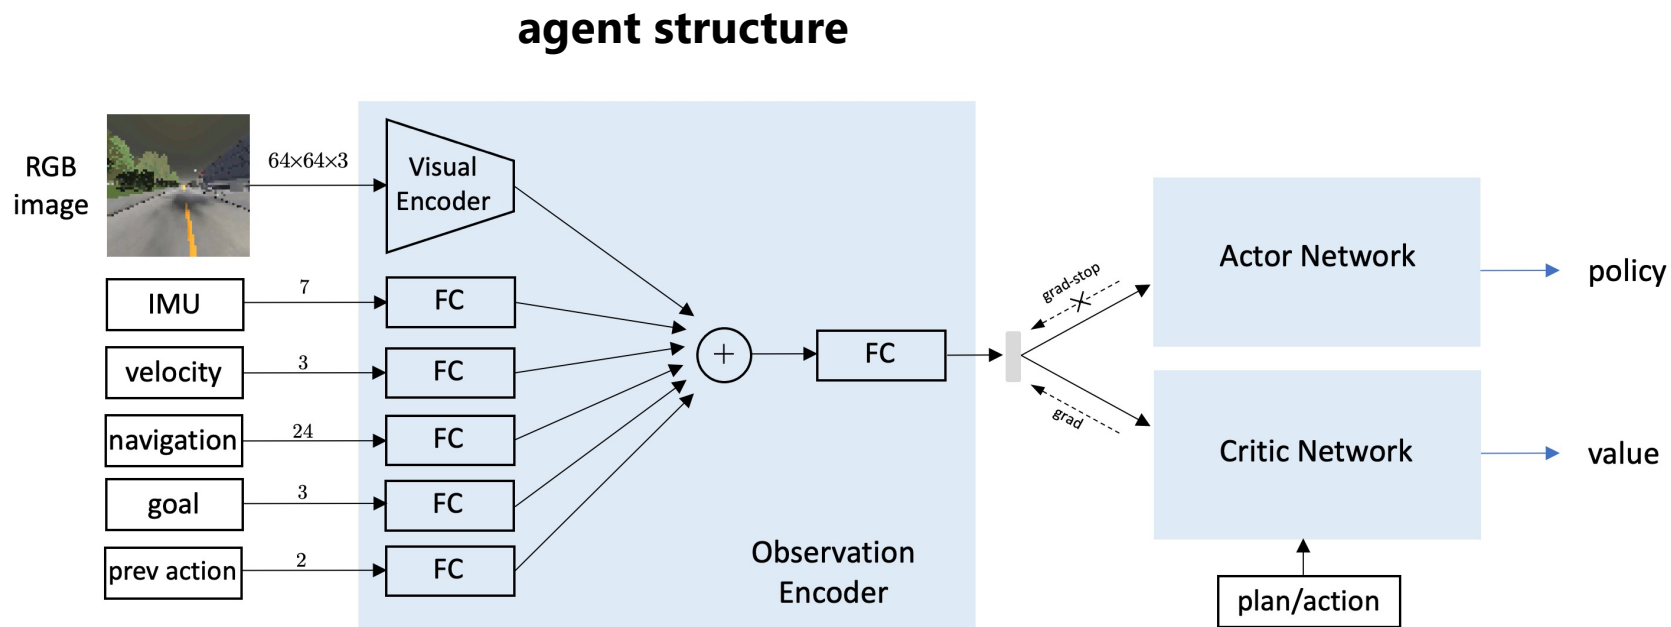 agent structure
RGB
image
64×64×3
Visual
Encoder
IMU
7
FC
velocity
3
FC
navigation
24
FC
goal
3
FC
prev action
2
FC
+
FC
Observation
Encoder
grad-stop
grad
Actor Network
policy
Critic Network
value
plan/action